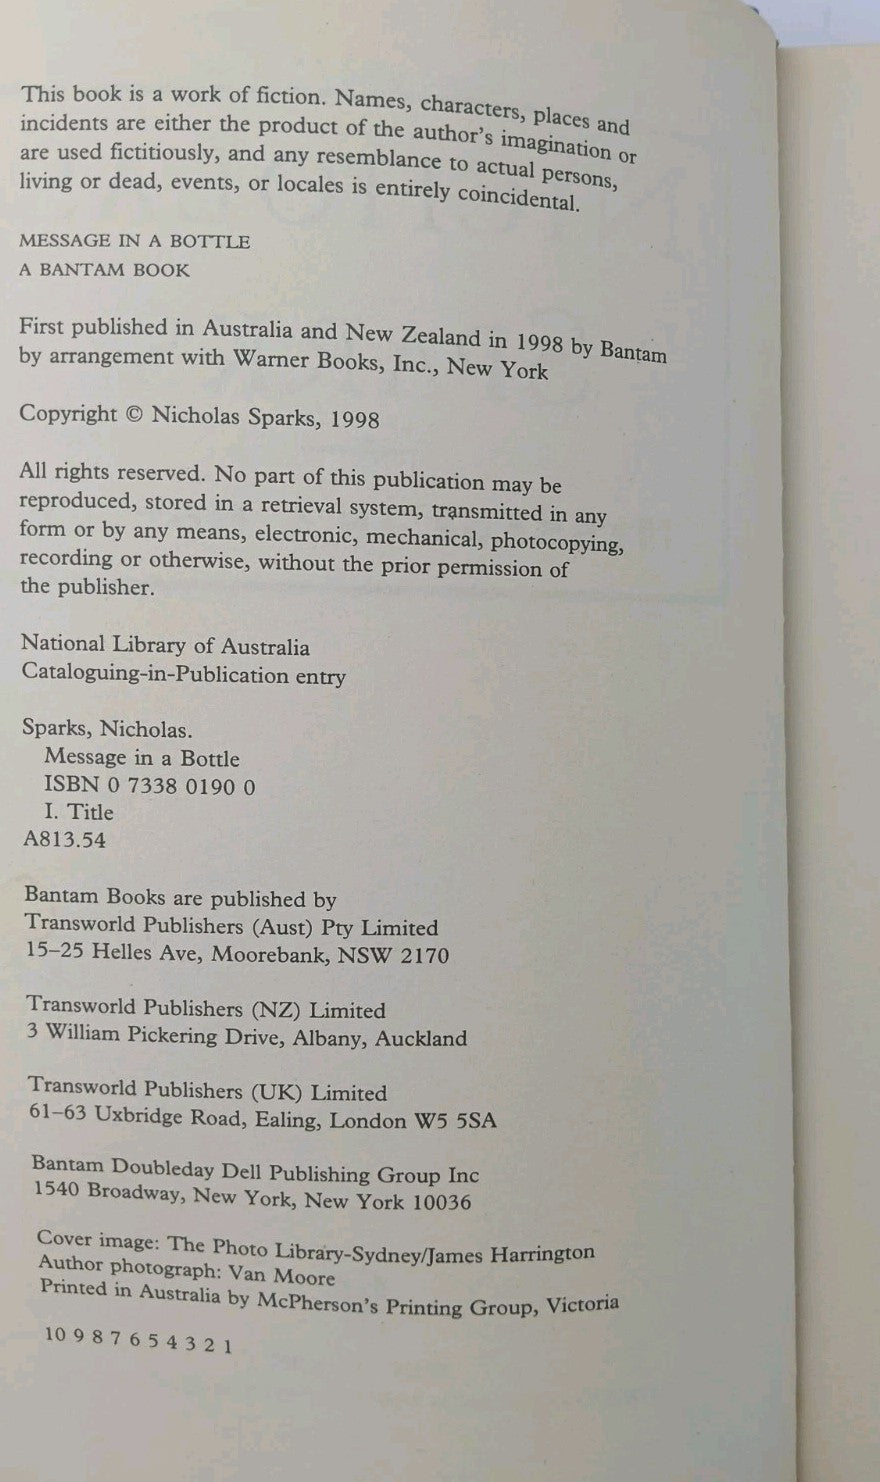 This book is a work of fiction. Names, characters, places and
incidents are either the product of the author's imagination or
are used fictitiously, and any resemblance to actual persons,
living or dead, events, or locales is entirely coincidental.
MESSAGE IN A BOTTLE
A BANTAM BOOK
First published in Australia and New Zealand in 1998 by Bantam
by arrangement with Warner Books, Inc., New York
Copyright © Nicholas Sparks, 1998
All rights reserved. No part of this publication may be
reproduced, stored in a retrieval system, transmitted in any
form or by any means, electronic, mechanical, photocopying,
recording or otherwise, without the prior permission of
the publisher.
National Library of Australia
Cataloguing-in-Publication entry
Sparks, Nicholas.
Message in a Bottle
ISBN 0 7338 0190 0
I. Title
A813.54
Bantam Books are published by
Transworld Publishers (Aust) Pty Limited
15–25 Helles Ave, Moorebank, NSW 2170
Transworld Publishers (NZ) Limited
3 William Pickering Drive, Albany, Auckland
Transworld Publishers (UK) Limited
61–63 Uxbridge Road, Ealing, London W5 5SA
Bantam Doubleday Dell Publishing Group Inc
1540 Broadway, New York, New York 10036
Cover image: The Photo Library-Sydney/James Harrington
Author photograph: Van Moore
Printed in Australia by McPherson's Printing Group, Victoria
10 9 8 7 6 5 4 3 2 1